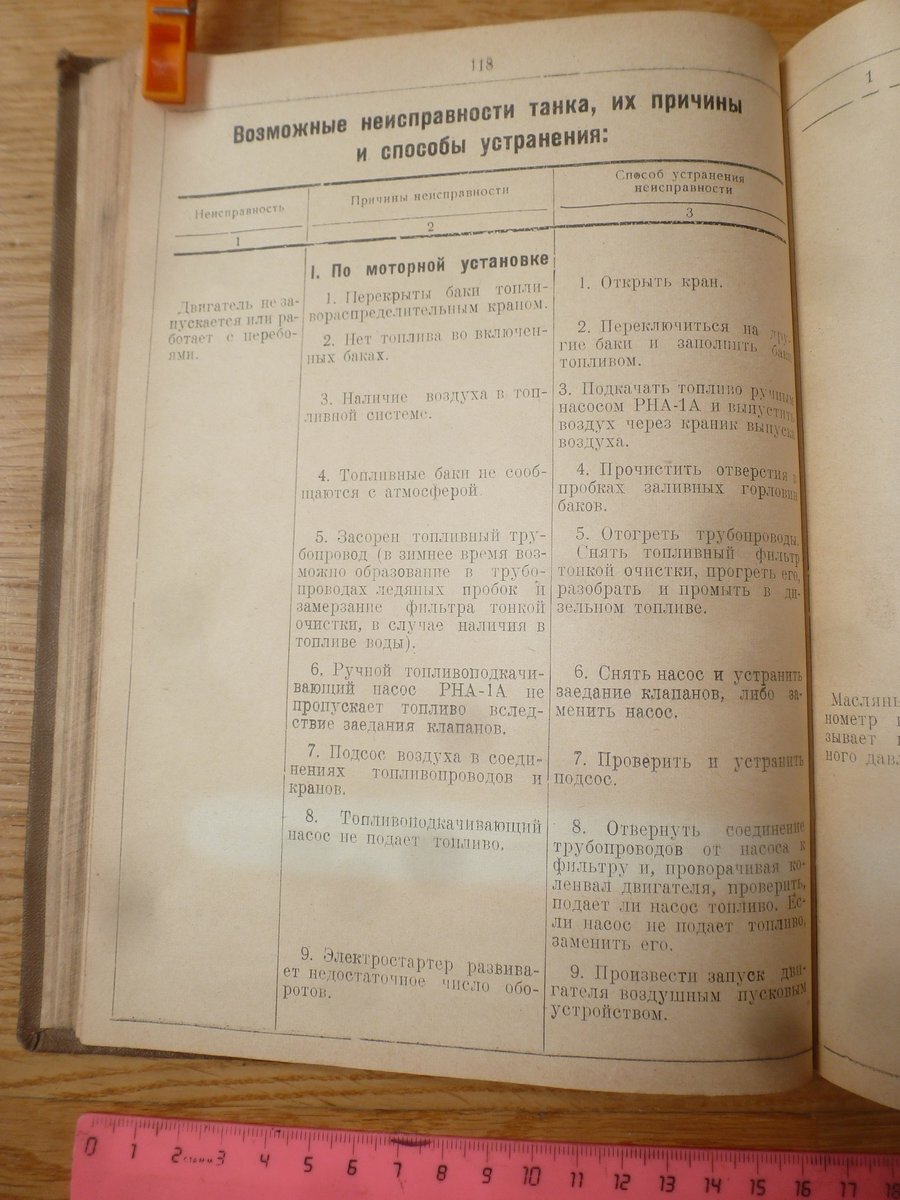 118
Возможные неисправности танка, их причины
и способы устранения:
Неисправность
Причины неисправности
Способ устранения
неисправности
1
2
3
I. По моторной установке
Двигатель не за-
пускается или ра-
ботает с перебо-
ями.
1. Перекрыты баки топли-
вораспределительным краном.
2. Нет топлива во включен-
ных баках.
3. Наличие воздуха в топ-
ливной системе.
4. Топливные баки не сооб-
щаются с атмосферой.
5. Засорен топливный тру-
бопровод (в зимнее время воз-
можно образование в трубо-
проводах ледяных пробок и
замерзание фильтра тонкой
очистки, в случае наличия в
топливе воды).
6. Ручной топливоподкачи-
вающий насос РНА-1А не
пропускает топливо вслед-
ствие заедания клапанов.
7. Подсос воздуха в соеди-
нениях топливопроводов и
кранов.
8. Топливоподкачивающий
насос не подает топливо.
9. Электростартер развива-
ет недостаточное число обо-
ротов.
1. Открыть кран.
2. Переключиться на дру-
гие баки и заполнить баки
топливом.
3. Подкачать топливо ручным
насосом РНА-1А и выпустить
воздух через краник выпуска
воздуха.
4. Прочистить отверстия в
пробках заливных горловин
баков.
5. Отогреть трубопроводы.
Снять топливный фильтр
тонкой очистки, прогреть его,
разобрать и промыть в ди-
зельном топливе.
6. Снять насос и устранить
заедание клапанов, либо за-
менить насос.
7. Проверить и устранить
подсос.
8. Отвернуть соединение
трубопроводов от насоса к
фильтру и, проворачивая ко-
ленвал двигателя, проверить,
подает ли насос топливо. Ес-
ли насос не подает топливо,
заменить его.
9. Произвести запуск дви-
гателя воздушным пусковым
устройством.
1
Маслян
нометр
зывает
ного давл
0 1 2 3 4 5 6 7 8 9 10 11 12 13 14 15 16 17 18